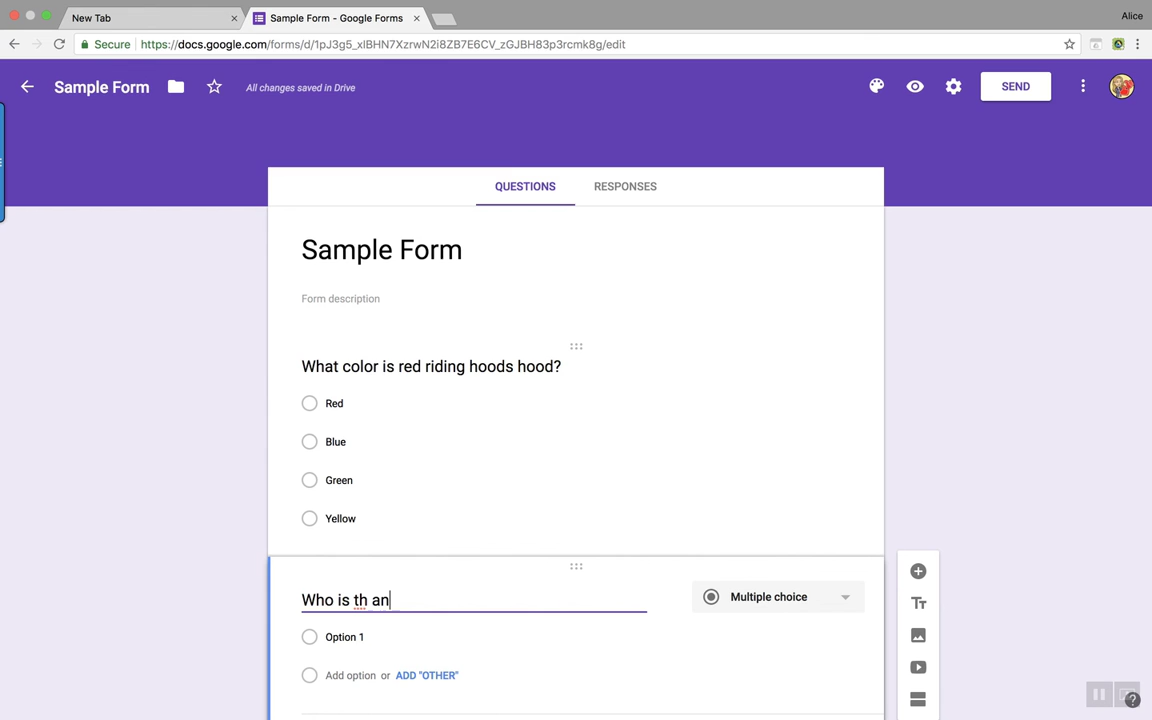 New Tab
Sample Form - Google Forms
Alice
Secure
https://docs.google.com/forms/d/1pJ3g5_xlBHN7XzrwN2i8ZB7E6CV_zGJBH83p3rcmk8g/edit
Sample Form
All changes saved in Drive
SEND
QUESTIONS
RESPONSES
Sample Form
Form description
What color is red riding hoods hood?
Red
Blue
Green
Yellow
Who is th an
Multiple choice
Option 1
Add option or ADD "OTHER"